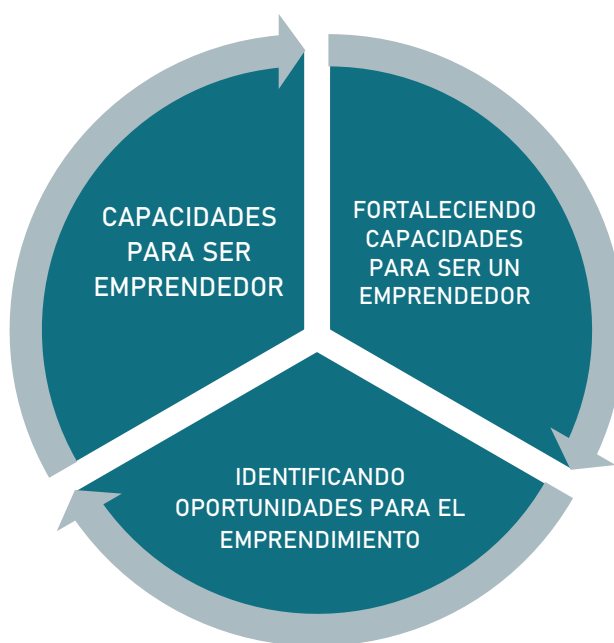 CAPACIDADES
PARA SER
EMPRENDEDOR
FORTALECIENDO
CAPACIDADES
PARA SER UN
EMPRENDEDOR
IDENTIFICANDO
OPORTUNIDADES PARA EL
EMPRENDIMIENTO